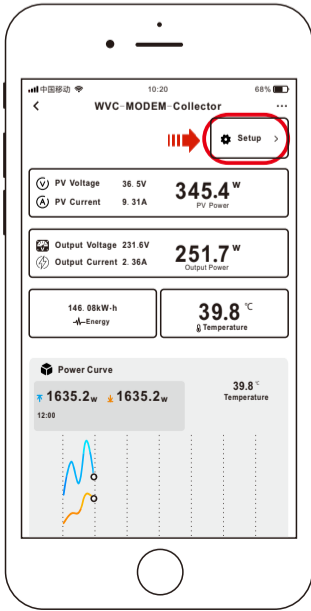 中国移动 10:20 68%
WVC-MODEM-Collector ...
Setup >
V PV Voltage 36. 5V
A PV Current 9. 31A
345.4 W
PV Power
Output Voltage 231.6V
Output Current 2. 36A
251.7 W
Output Power
146. 08kW-h
Energy
39.8 ℃
Temperature
Power Curve
1635.2w 1635.2w
12:00
39.8 ℃
Temperature